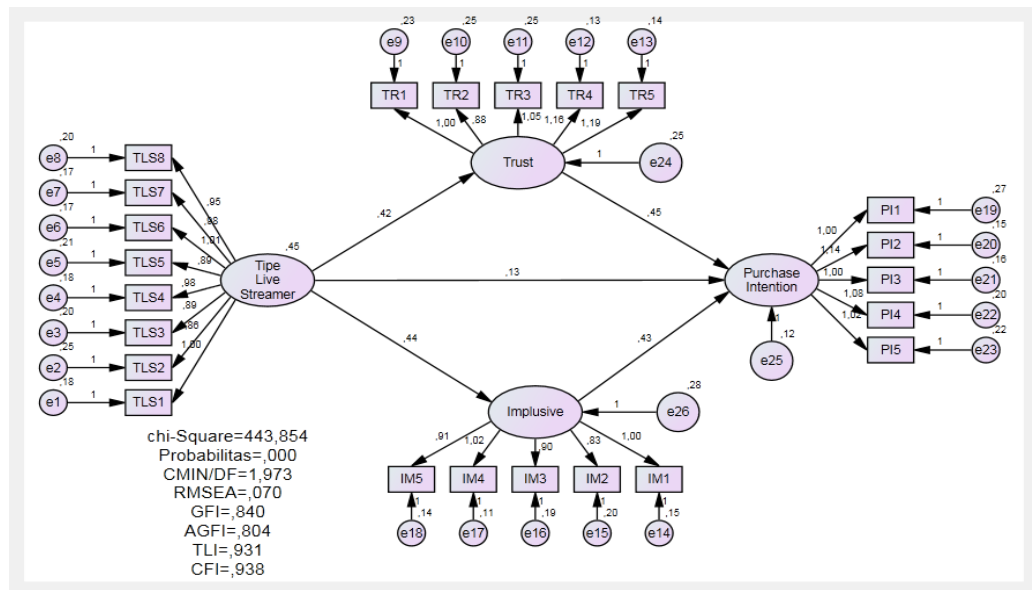 ,23 ,25 ,25 ,13 ,14
e9 e10 e11 e12 e13
1 1 1 1 1
TR1 TR2 TR3 TR4 TR5
1,00 ,88 1,05 1,16 1,19
,25
Trust 1 e24
,20
e8 1 TLS8
,17
e7 1 TLS7
,17
e6 1 TLS6
,21
e5 1 TLS5
,18
e4 1 TLS4
,20
e3 1 TLS3
,25
e2 1 TLS2
,18
e1 1 TLS1
,95
1,01
,89
,98
,89
,86
1,00
,45
Tipe
Live
Streamer
,42
,45
,13
,44
,43
Purchase
Intention
1
,12
e25
1,00
1,14
1,00
1,08
1,02
,27
PI1 1 e19
,15
PI2 1 e20
,16
PI3 1 e21
,20
PI4 1 e22
,22
PI5 1 e23
,28
Implusive 1 e26
,91 1,02 ,90 ,83 1,00
IM5 IM4 IM3 IM2 IM1
1 1 1 1 1
,14 ,11 ,19 ,20 ,15
e18 e17 e16 e15 e14
chi-Square=443,854
Probabilitas=,000
CMIN/DF=1,973
RMSEA=,070
GFI=,840
AGFI=,804
TLI=,931
CFI=,938